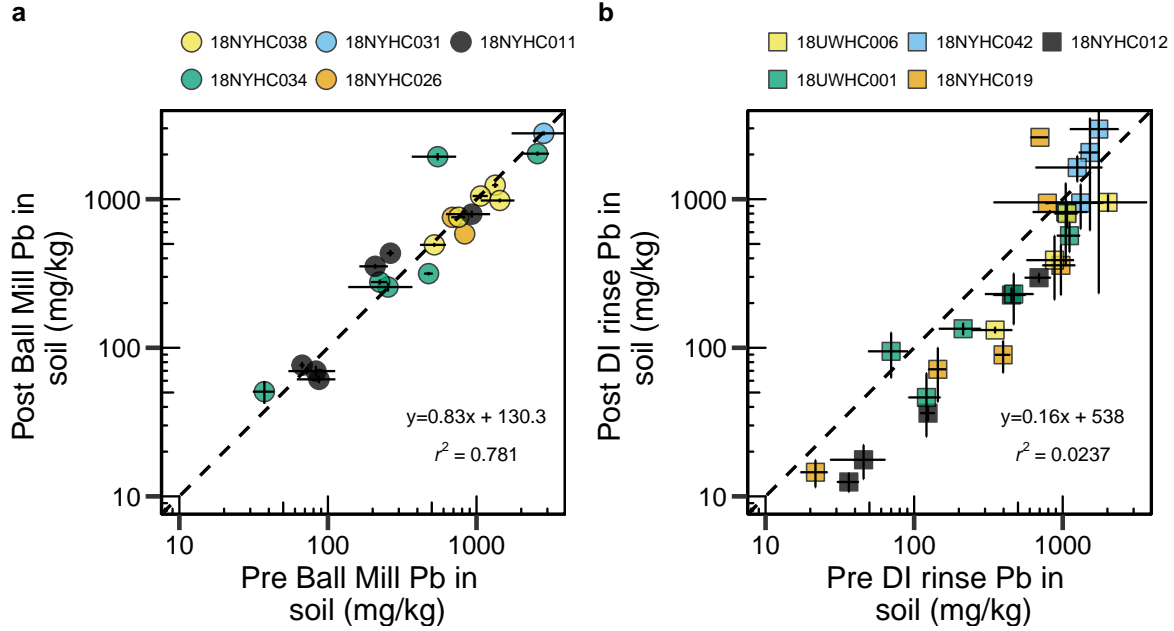 a
18NYHC038 18NYHC031 18NYHC011
18NYHC034 18NYHC026
Post Ball Mill Pb in
soil (mg/kg)
1000
100
10
y=0.83x + 130.3
r² = 0.781
10 100 1000
Pre Ball Mill Pb in
soil (mg/kg)
b
18UWHC006 18NYHC042 18NYHC012
18UWHC001 18NYHC019
Post DI rinse Pb in
soil (mg/kg)
1000
100
10
y=0.16x + 538
r² = 0.0237
10 100 1000
Pre DI rinse Pb in
soil (mg/kg)